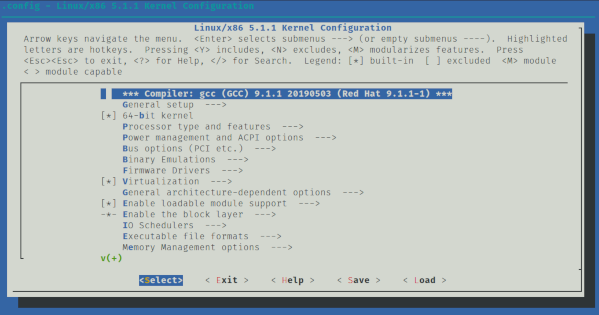 .config - Linux/x86 5.1.1 Kernel Configuration
Linux/x86 5.1.1 Kernel Configuration
Arrow keys navigate the menu.  <Enter> selects submenus ---> (or empty submenus ----).  Highlighted
letters are hotkeys.  Pressing <Y> includes, <N> excludes, <M> modularizes features.  Press
<Esc><Esc> to exit, <?> for Help, </> for Search.  Legend: [*] built-in  [ ] excluded  <M> module
< > module capable
*** Compiler: gcc (GCC) 9.1.1 20190503 (Red Hat 9.1.1-1) ***
General setup  --->
[*] 64-bit kernel
Processor type and features  --->
Power management and ACPI options  --->
Bus options (PCI etc.)  --->
Binary Emulations  --->
Firmware Drivers  --->
[*] Virtualization  --->
General architecture-dependent options  --->
[*] Enable loadable module support  --->
-*- Enable the block layer  --->
IO Schedulers  --->
Executable file formats  --->
Memory Management options  --->
v(+)
<Select>    < Exit >    < Help >    < Save >    < Load >